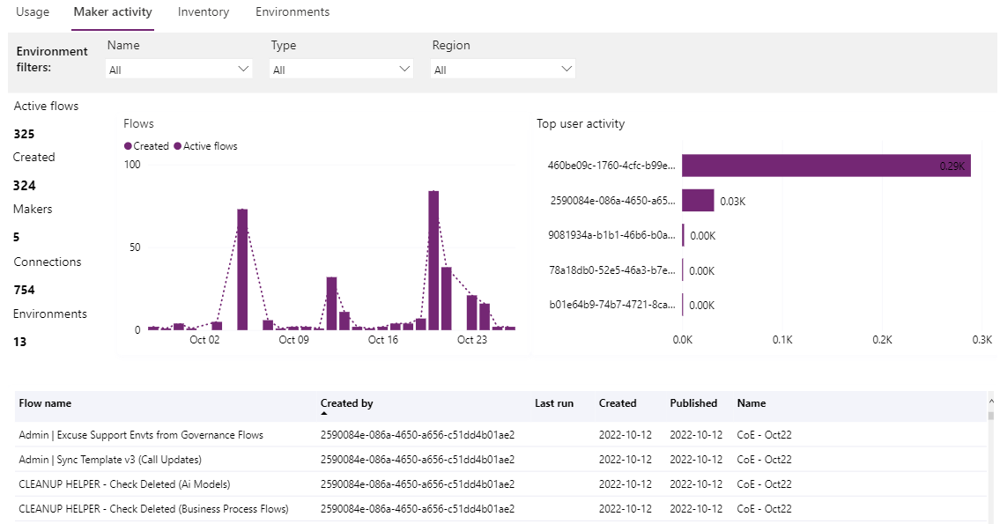 Usage Maker activity Inventory Environments
Environment filters:
Name Type Region
All All All
Active flows
325
Created
324
Makers
5
Connections
754
Environments
13
Flows
Created Active flows
100
50
0
Oct 02 Oct 09 Oct 16 Oct 23
Top user activity
460be09c-1760-4cfc-b99e... 0.29K
2590084e-086a-4650-a65... 0.03K
9081934a-b1b1-46b6-b0a... 0.00K
78a18db0-52e5-46a3-b7e... 0.00K
b01e64b9-74b7-4721-8ca... 0.00K
0.0K 0.1K 0.2K 0.3K
Flow name Created by Last run Created Published Name
Admin | Excuse Support Envts from Governance Flows 2590084e-086a-4650-a656-c51dd4b01ae2 2022-10-12 2022-10-12 CoE - Oct22
Admin | Sync Template v3 (Call Updates) 2590084e-086a-4650-a656-c51dd4b01ae2 2022-10-12 2022-10-12 CoE - Oct22
CLEANUP HELPER - Check Deleted (Ai Models) 2590084e-086a-4650-a656-c51dd4b01ae2 2022-10-12 2022-10-12 CoE - Oct22
CLEANUP HELPER - Check Deleted (Business Process Flows) 2590084e-086a-4650-a656-c51dd4b01ae2 2022-10-12 2022-10-12 CoE - Oct22